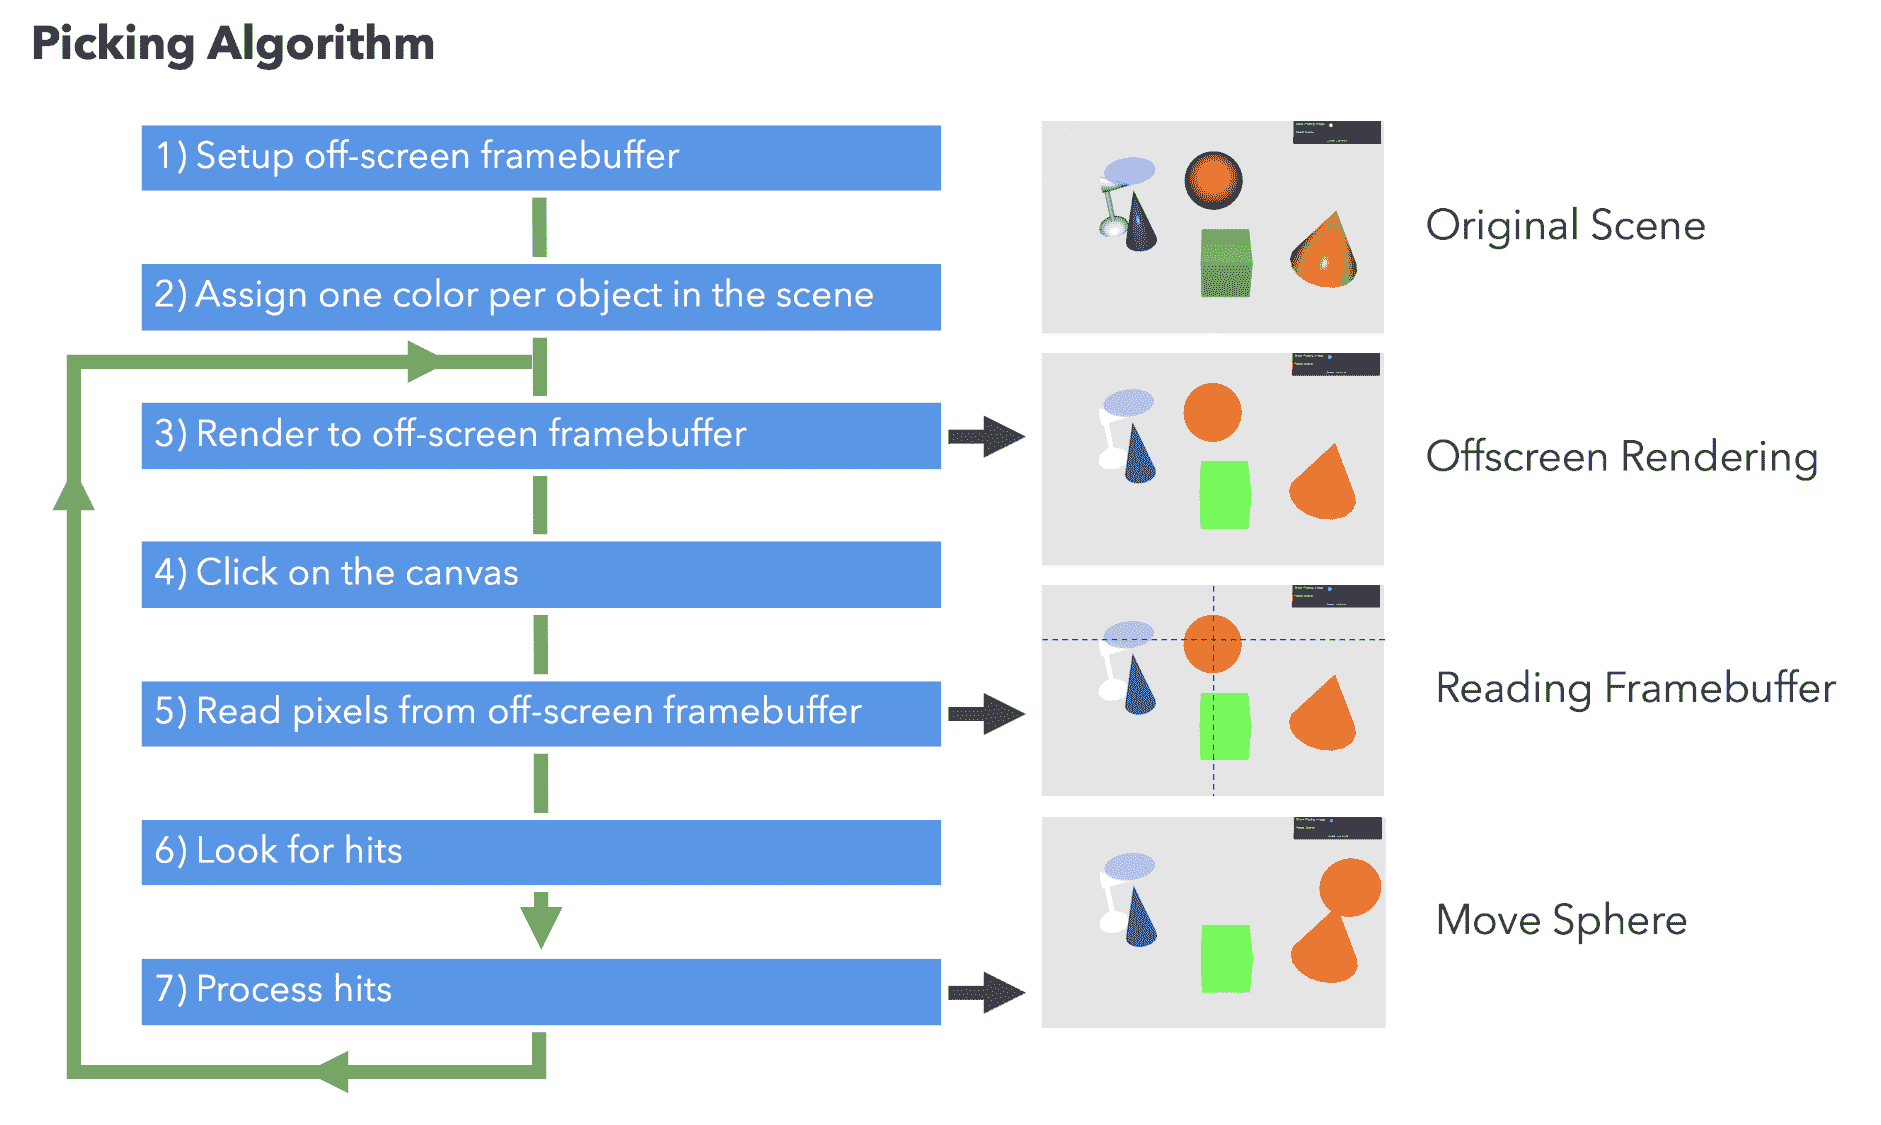 Picking Algorithm
1) Setup off-screen framebuffer
2) Assign one color per object in the scene
3) Render to off-screen framebuffer
4) Click on the canvas
5) Read pixels from off-screen framebuffer
6) Look for hits
7) Process hits
Original Scene
Offscreen Rendering
Reading Framebuffer
Move Sphere